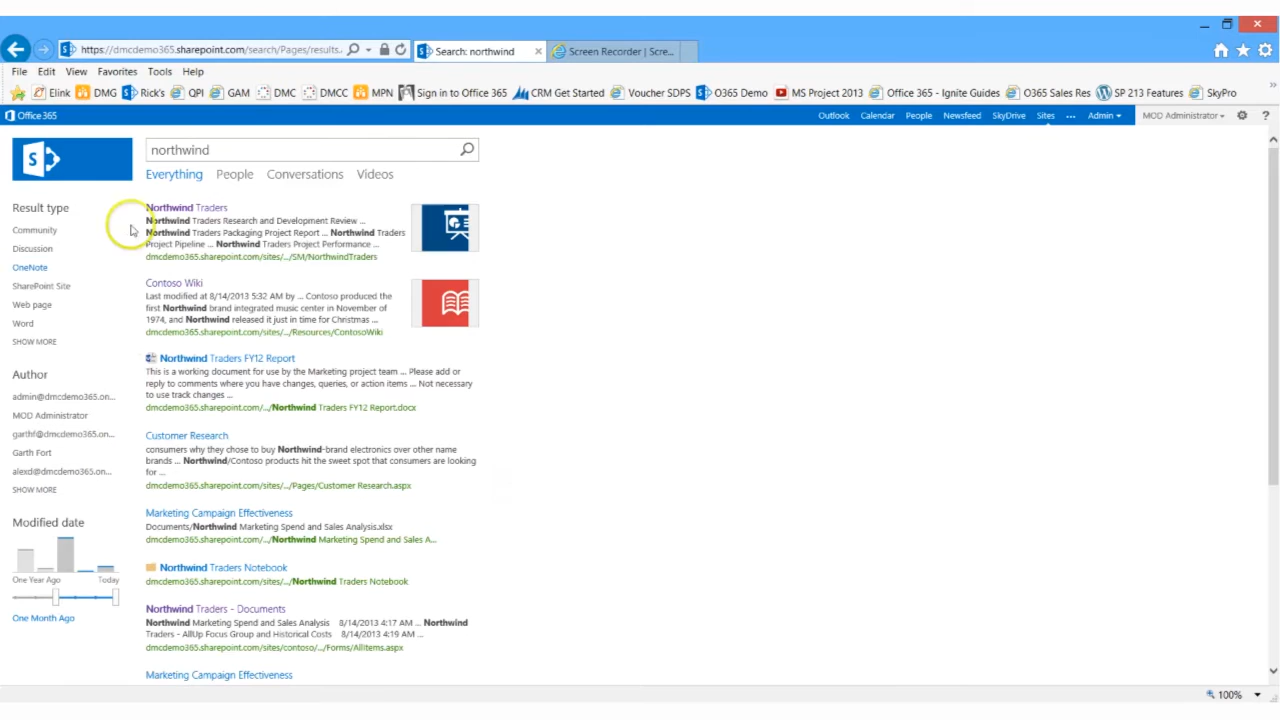 https://dmcdemo365.sharepoint.com/search/Pages/results.
Search: northwind
Screen Recorder | Scre...
File Edit View Favorites Tools Help
Elink DMG Rick's QPI GAM DMC DMCC MPN Sign in to Office 365 CRM Get Started Voucher SDPS O365 Demo MS Project 2013 Office 365 - Ignite Guides O365 Sales Res SP 213 Features SkyPro
Office 365
Outlook Calendar People Newsfeed SkyDrive Sites ... Admin MOD Administrator ?
S
northwind
Everything People Conversations Videos
Result type
Community
Discussion
OneNote
SharePoint Site
Web page
Word
SHOW MORE
Author
admin@dmcdemo365.on...
MOD Administrator
garthf@dmcdemo365.on...
Garth Fort
alexd@dmcdemo365.on...
SHOW MORE
Modified date
One Year Ago Today
One Month Ago
Northwind Traders
Northwind Traders Research and Development Review ...
Northwind Traders Packaging Project Report ... Northwind Traders
Project Pipeline ... Northwind Traders Project Performance ...
dmcdemo365.sharepoint.com/sites/.../SM/NorthwindTraders
Contoso Wiki
Last modified at 8/14/2013 5:32 AM by ... Contoso produced the
first Northwind brand integrated music center in November of
1974, and Northwind released it just in time for Christmas ...
dmcdemo365.sharepoint.com/sites/.../Resources/ContosoWiki
Northwind Traders FY12 Report
This is a working document for use by the Marketing project team ... Please add or
reply to comments where you have changes, queries, or action items ... Not necessary
to use track changes ...
dmcdemo365.sharepoint.com/.../Northwind Traders FY12 Report.docx
Customer Research
consumers why they chose to buy Northwind-brand electronics over other name
brands ... Northwind/Contoso products hit the sweet spot that consumers are looking
for ...
dmcdemo365.sharepoint.com/sites/.../Pages/Customer Research.aspx
Marketing Campaign Effectiveness
Documents/Northwind Marketing Spend and Sales Analysis.xlsx
dmcdemo365.sharepoint.com/.../Northwind Marketing Spend and Sales A...
Northwind Traders Notebook
dmcdemo365.sharepoint.com/sites/.../Northwind Traders Notebook
Northwind Traders - Documents
Northwind Marketing Spend and Sales Analysis 8/14/2013 4:17 AM ... Northwind
Traders - AllUp Focus Group and Historical Costs 8/14/2013 4:19 AM ...
dmcdemo365.sharepoint.com/sites/contoso/.../Forms/AllItems.aspx
Marketing Campaign Effectiveness
100%